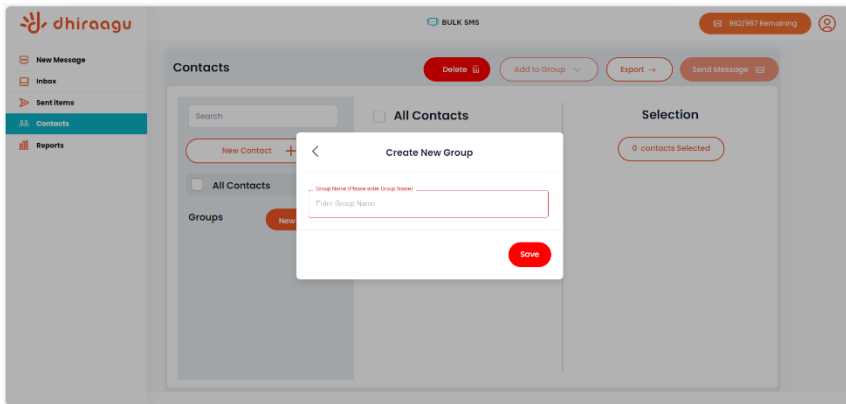 dhiraagu
BULK SMS
962/967 Remaining
New Message
Inbox
Sent items
Contacts
Reports
Contacts
Delete
Add to Group
Export →
Send Message
Search
New Contact +
All Contacts
Groups
New
All Contacts
Selection
0 contacts Selected
Create New Group
Group Name (Please enter Group Name)
Enter Group Name
Save